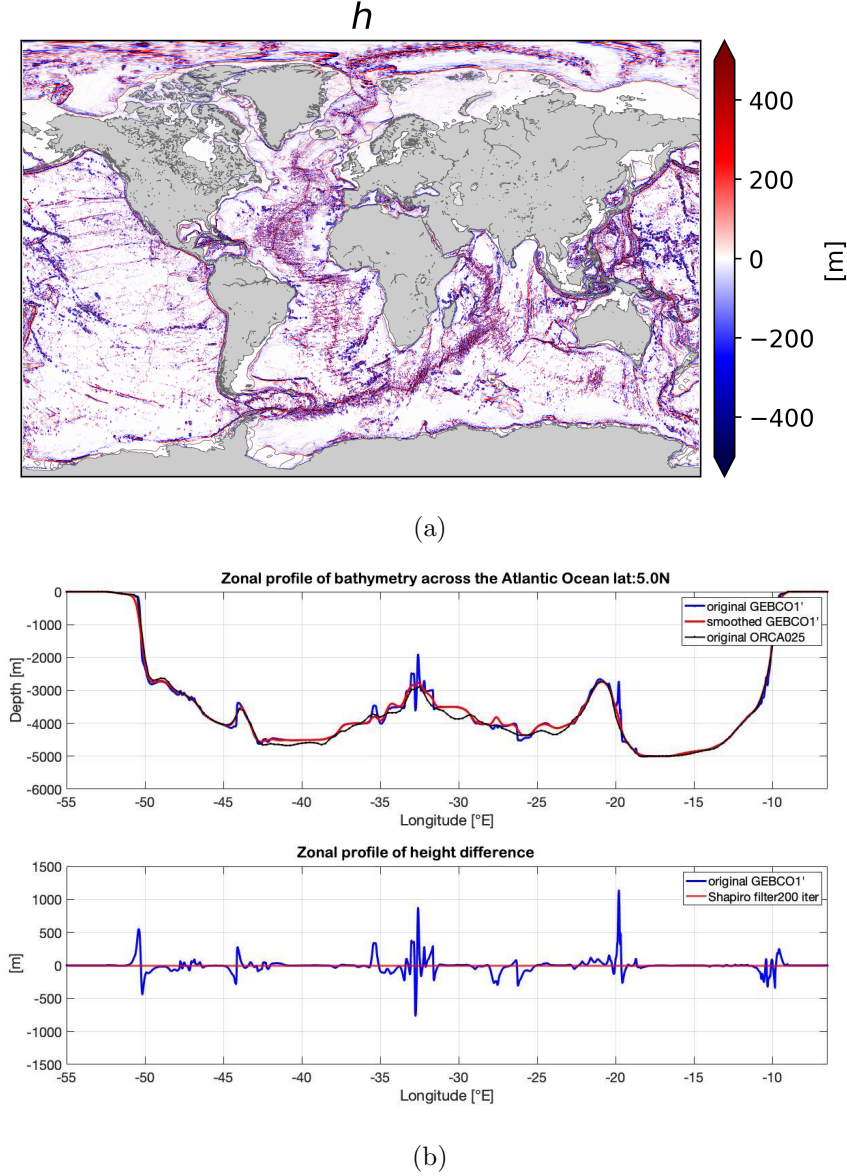 h
400
200
0
−200
−400
[m]
(a)
Zonal profile of bathymetry across the Atlantic Ocean lat:5.0N
0
-1000
-2000
-3000
-4000
-5000
-6000
Depth [m]
original GEBCO1'
smoothed GEBCO1'
original ORCA025
-55 -50 -45 -40 -35 -30 -25 -20 -15 -10
Longitude [°E]
Zonal profile of height difference
1500
1000
500
0
-500
-1000
-1500
[m]
original GEBCO1'
Shapiro filter200 iter
-55 -50 -45 -40 -35 -30 -25 -20 -15 -10
Longitude [°E]
(b)